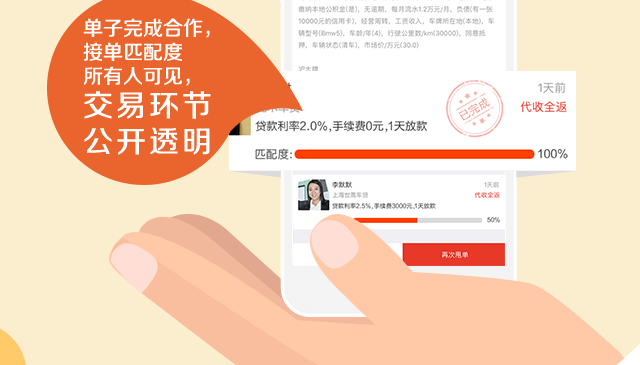 缴纳本地公积金(是)，无逾期，每月流水1.2万元/月，负债(有一张
10000元的信用卡)，经营周转，工资收入，车牌所在地(本地)，车
辆型号(Bmw5)，车龄/年(4)，行驶公里数/km(30000)，同意抵
押，车辆状态(清车)，市场价/万元(30.0)
单子完成合作，
接单匹配度
所有人可见，
交易环节
公开透明
1天前
已完成
代收全返
贷款利率2.0%,手续费0元,1天放款
匹配度:
100%
李默默
1天前
上海世茂车贷
代收全返
贷款利率2.5%,手续费3000元,1天放款
50%
再次甩单